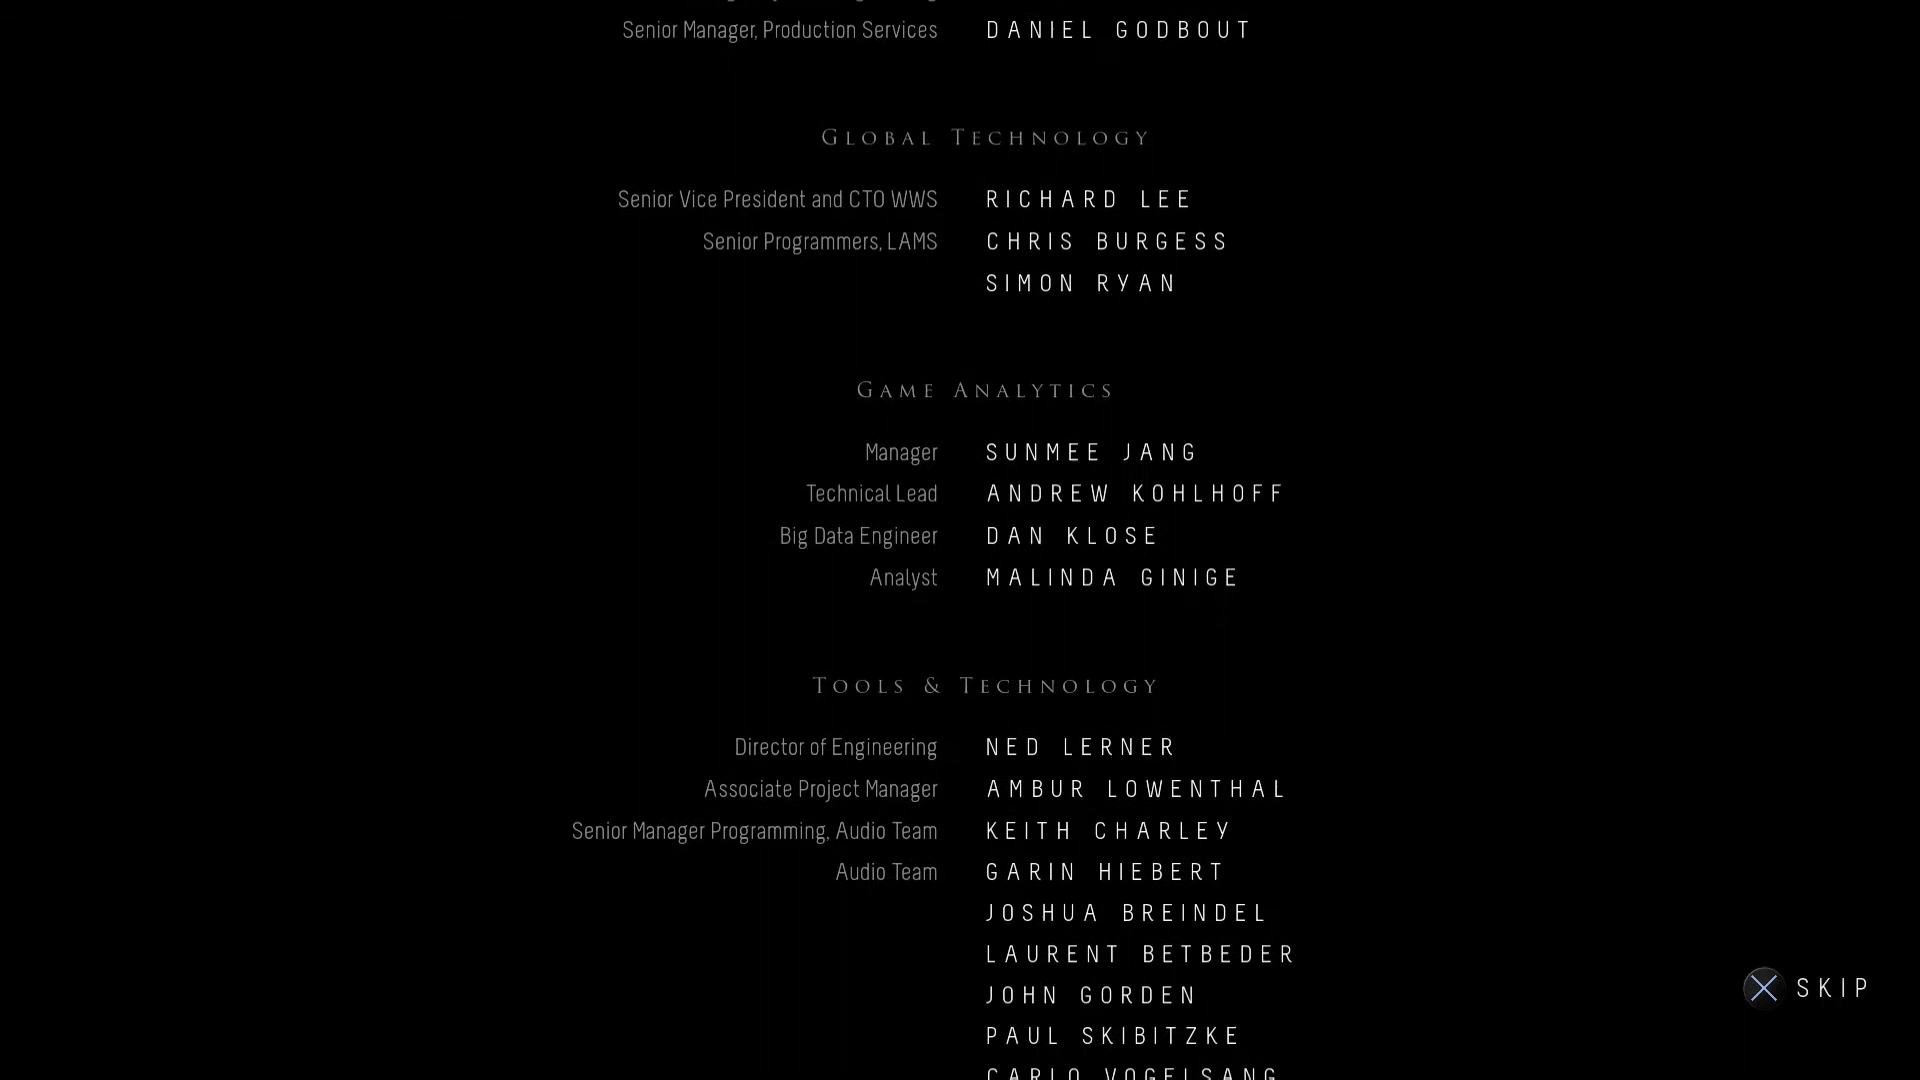 Senior Manager, Production Services DANIEL GODBOUT
GLOBAL TECHNOLOGY
Senior Vice President and CTO WWS RICHARD LEE
Senior Programmers, LAMS CHRIS BURGESS
SIMON RYAN
GAME ANALYTICS
Manager SUNMEE JANG
Technical Lead ANDREW KOHLHOFF
Big Data Engineer DAN KLOSE
Analyst MALINDA GINIGE
TOOLS & TECHNOLOGY
Director of Engineering NED LERNER
Associate Project Manager AMBUR LOWENTHAL
Senior Manager Programming, Audio Team KEITH CHARLEY
Audio Team GARIN HIEBERT
JOSHUA BREINDEL
LAURENT BETBEDER
JOHN GORDEN
PAUL SKIBITZKE
CARLO VOGELSANG
SKIP